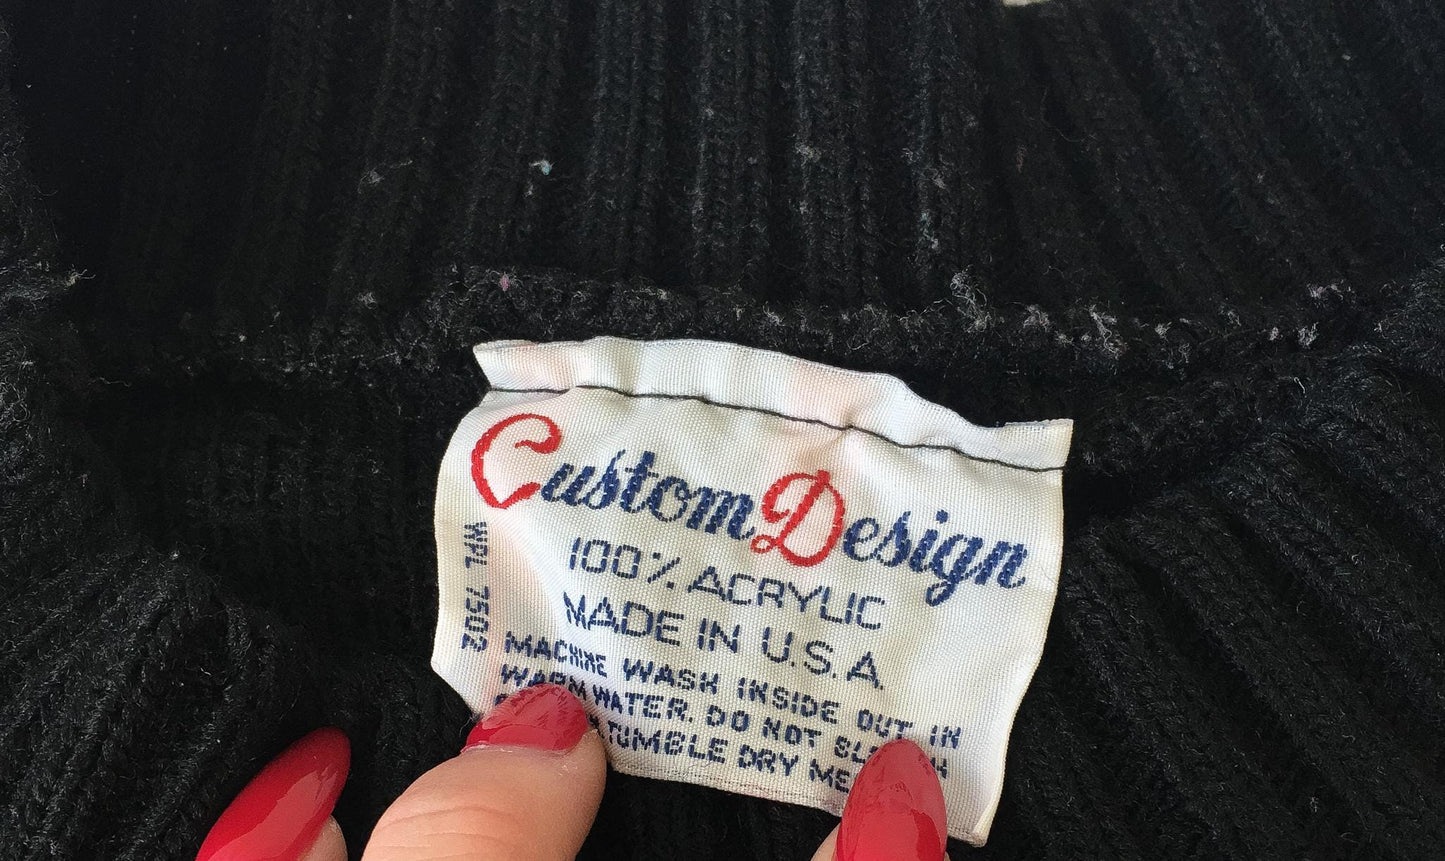 Custom Design
100% ACRYLIC
MADE IN U.S.A.
WPL 7502
MACHINE WASH INSIDE OUT IN
WARM WATER. DO NOT
TUMBLE DRY